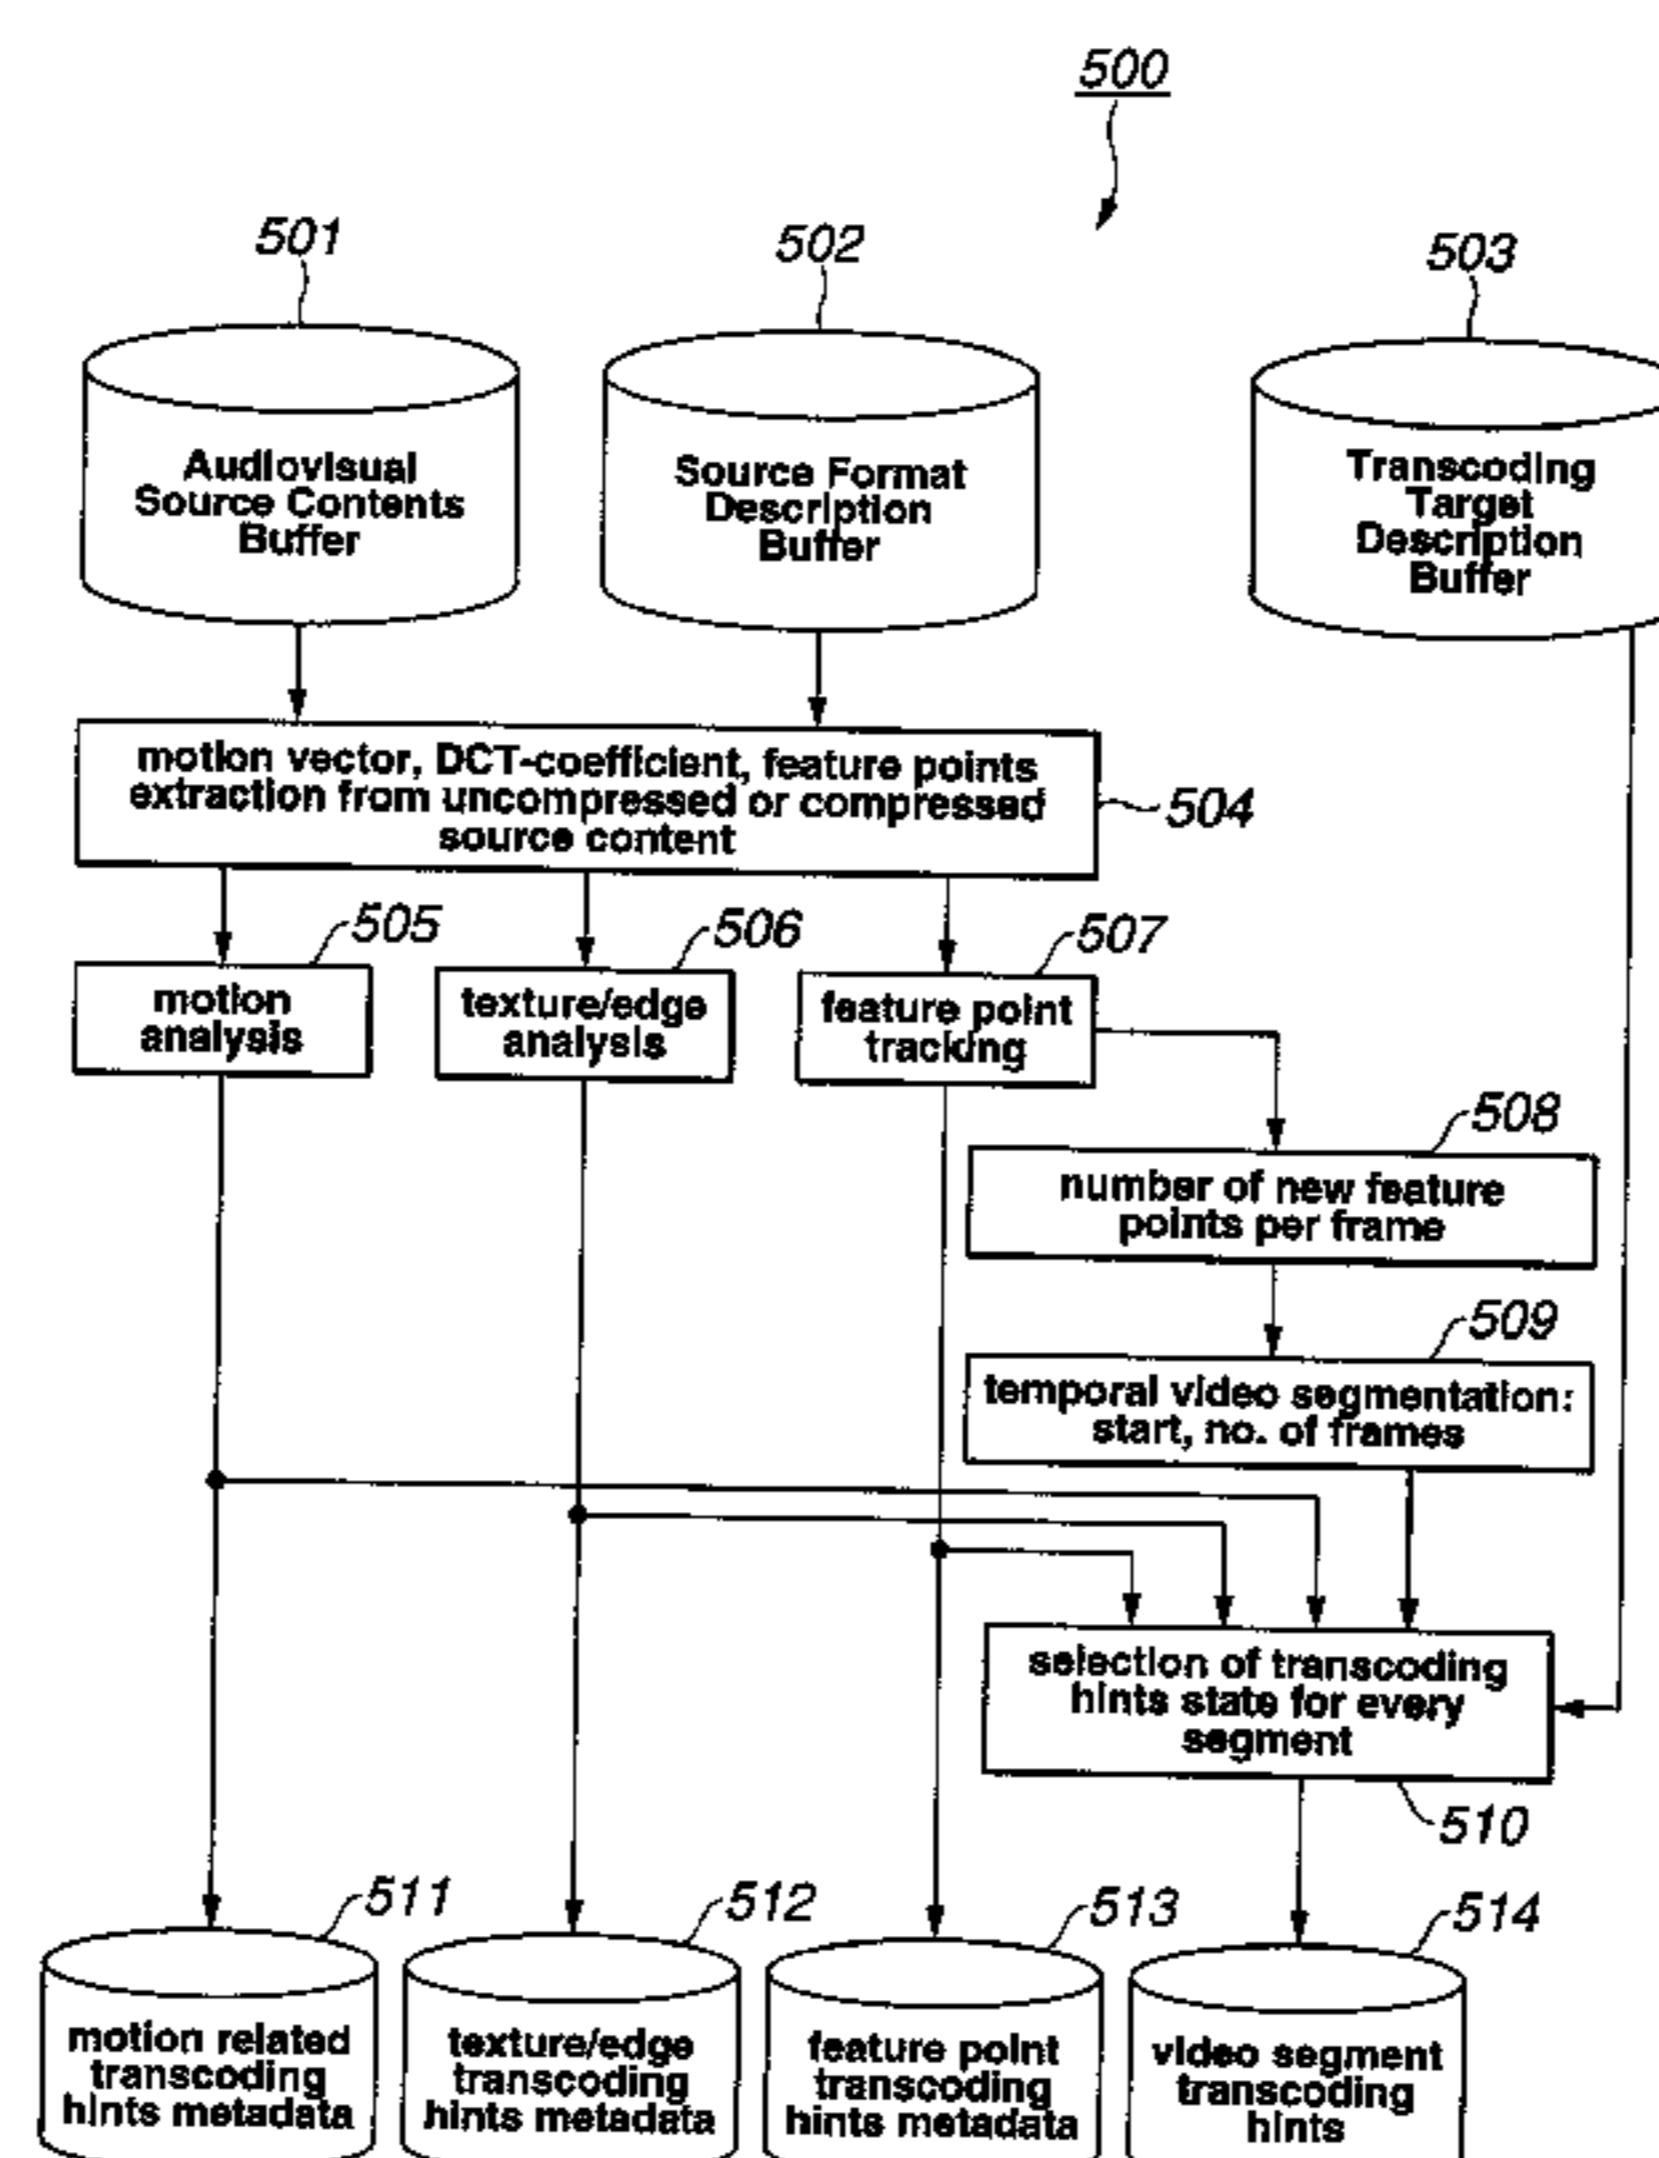 500
501
502
503
Audiovisual
Source Contents
Buffer
Source Format
Description
Buffer
Transcoding
Target
Description
Buffer
motion vector, DCT-coefficient, feature points
extraction from uncompressed or compressed
source content
504
505
506
507
motion
analysis
texture/edge
analysis
feature point
tracking
508
number of new feature
points per frame
509
temporal video segmentation:
start, no. of frames
selection of transcoding
hints state for every
segment
510
511
512
513
514
motion related
transcoding
hints metadata
texture/edge
transcoding
hints metadata
feature point
transcoding
hints metadata
video segment
transcoding
hints